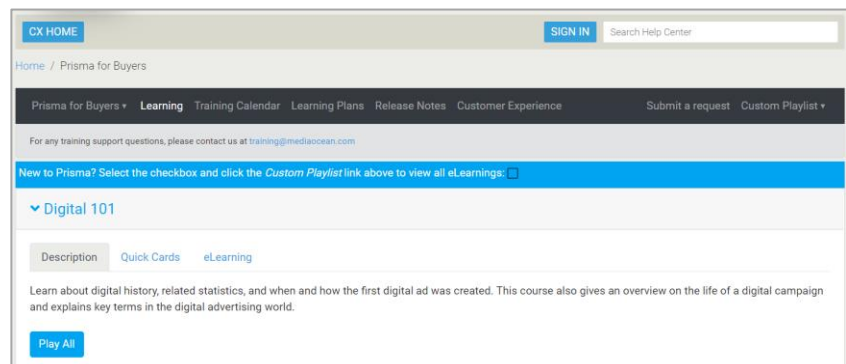 CX HOME
SIGN IN
Search Help Center
Home / Prisma for Buyers
Prisma for Buyers Learning Training Calendar Learning Plans Release Notes Customer Experience Submit a request Custom Playlist
For any training support questions, please contact us at training@mediaocean.com
New to Prisma? Select the checkbox and click the Custom Playlist link above to view all eLearnings:
Digital 101
Description Quick Cards eLearning
Learn about digital history, related statistics, and when and how the first digital ad was created. This course also gives an overview on the life of a digital campaign
and explains key terms in the digital advertising world.
Play All